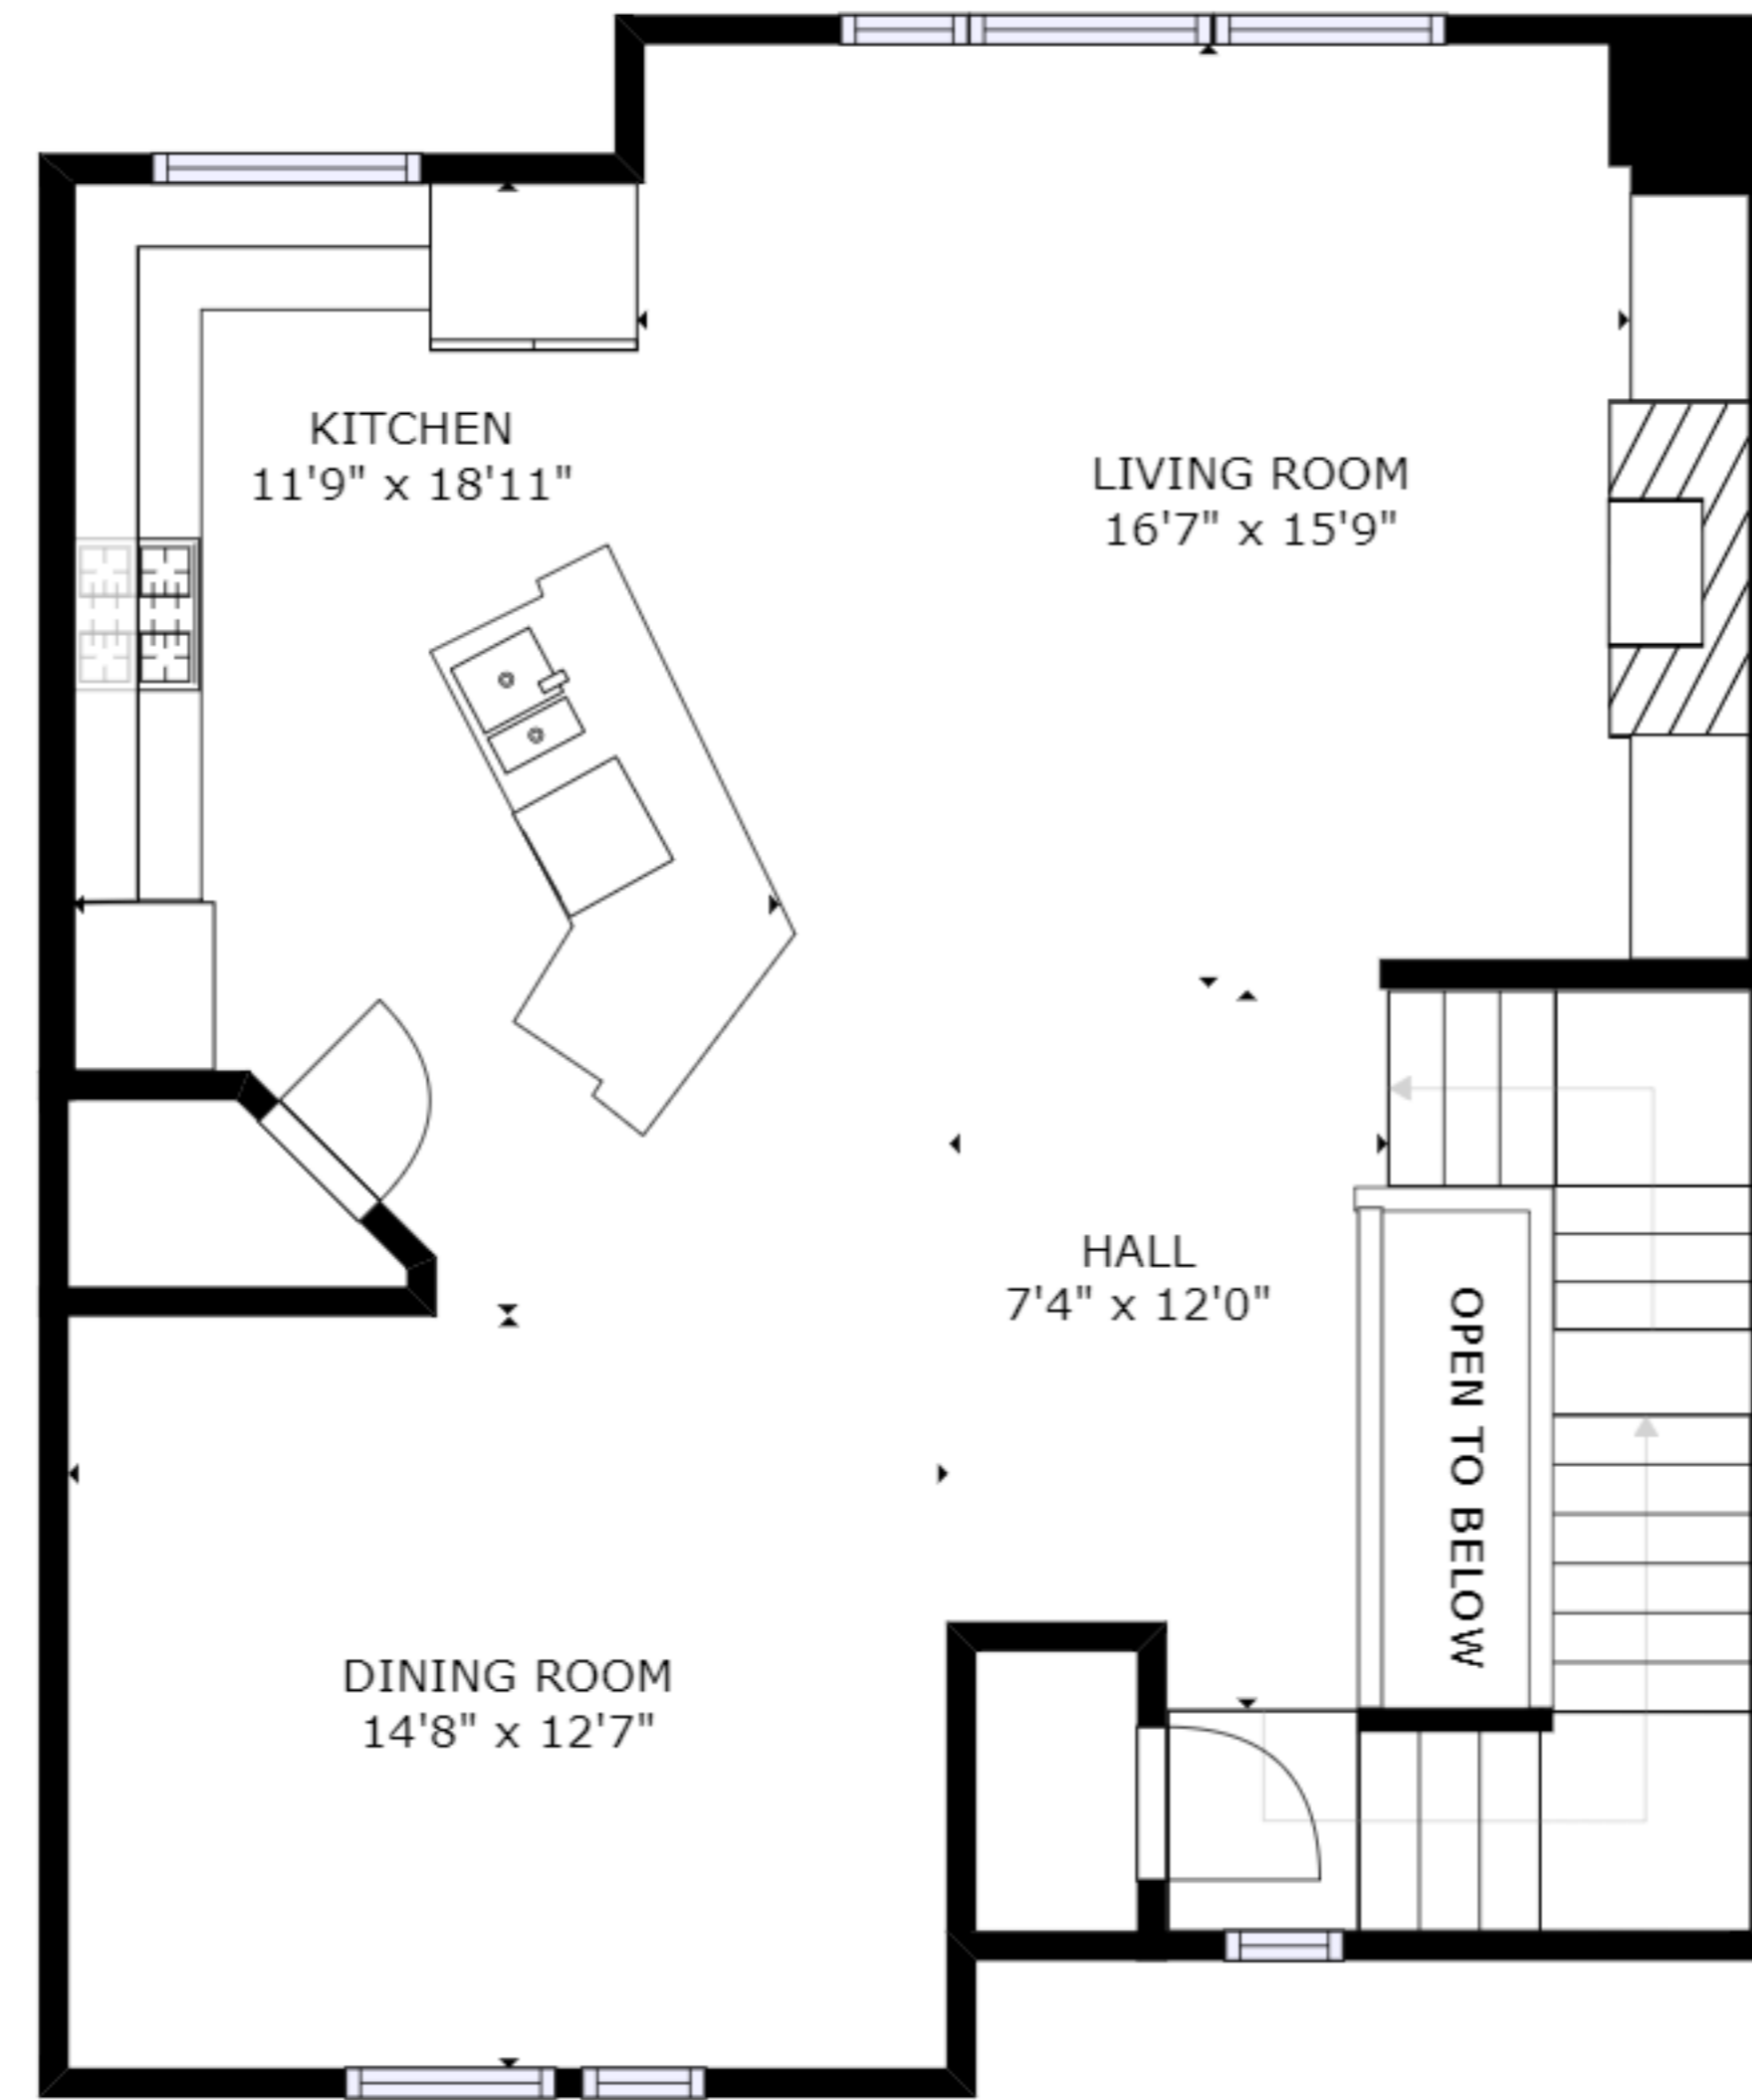 KITCHEN
11'9" x 18'11"
LIVING ROOM
16'7" x 15'9"
HALL
7'4" x 12'0"
OPEN TO BELOW
DINING ROOM
14'8" x 12'7"